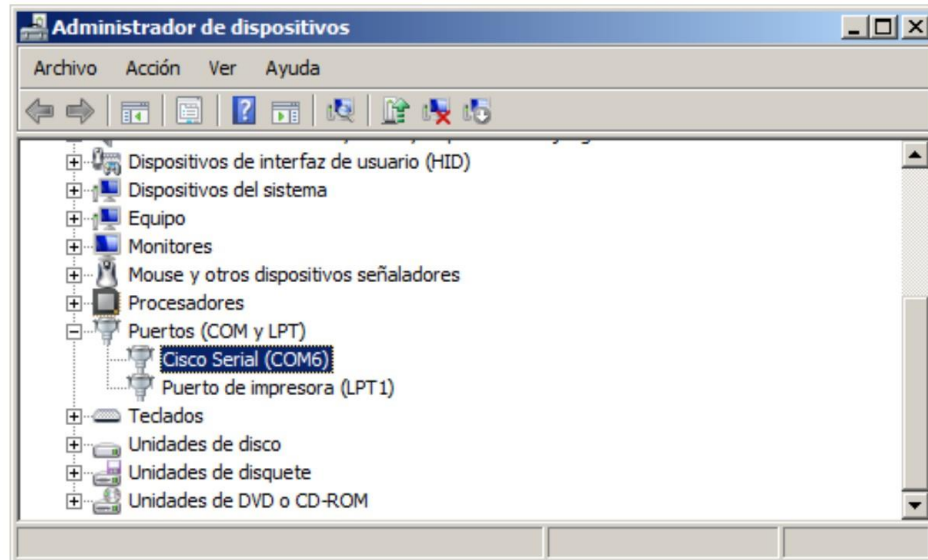 Administrador de dispositivos
Archivo Acción Ver Ayuda
Dispositivos de interfaz de usuario (HID)
Dispositivos del sistema
Equipo
Monitores
Mouse y otros dispositivos señaladores
Procesadores
Puertos (COM y LPT)
Cisco Serial (COM6)
Puerto de impresora (LPT1)
Teclados
Unidades de disco
Unidades de disquete
Unidades de DVD o CD-ROM